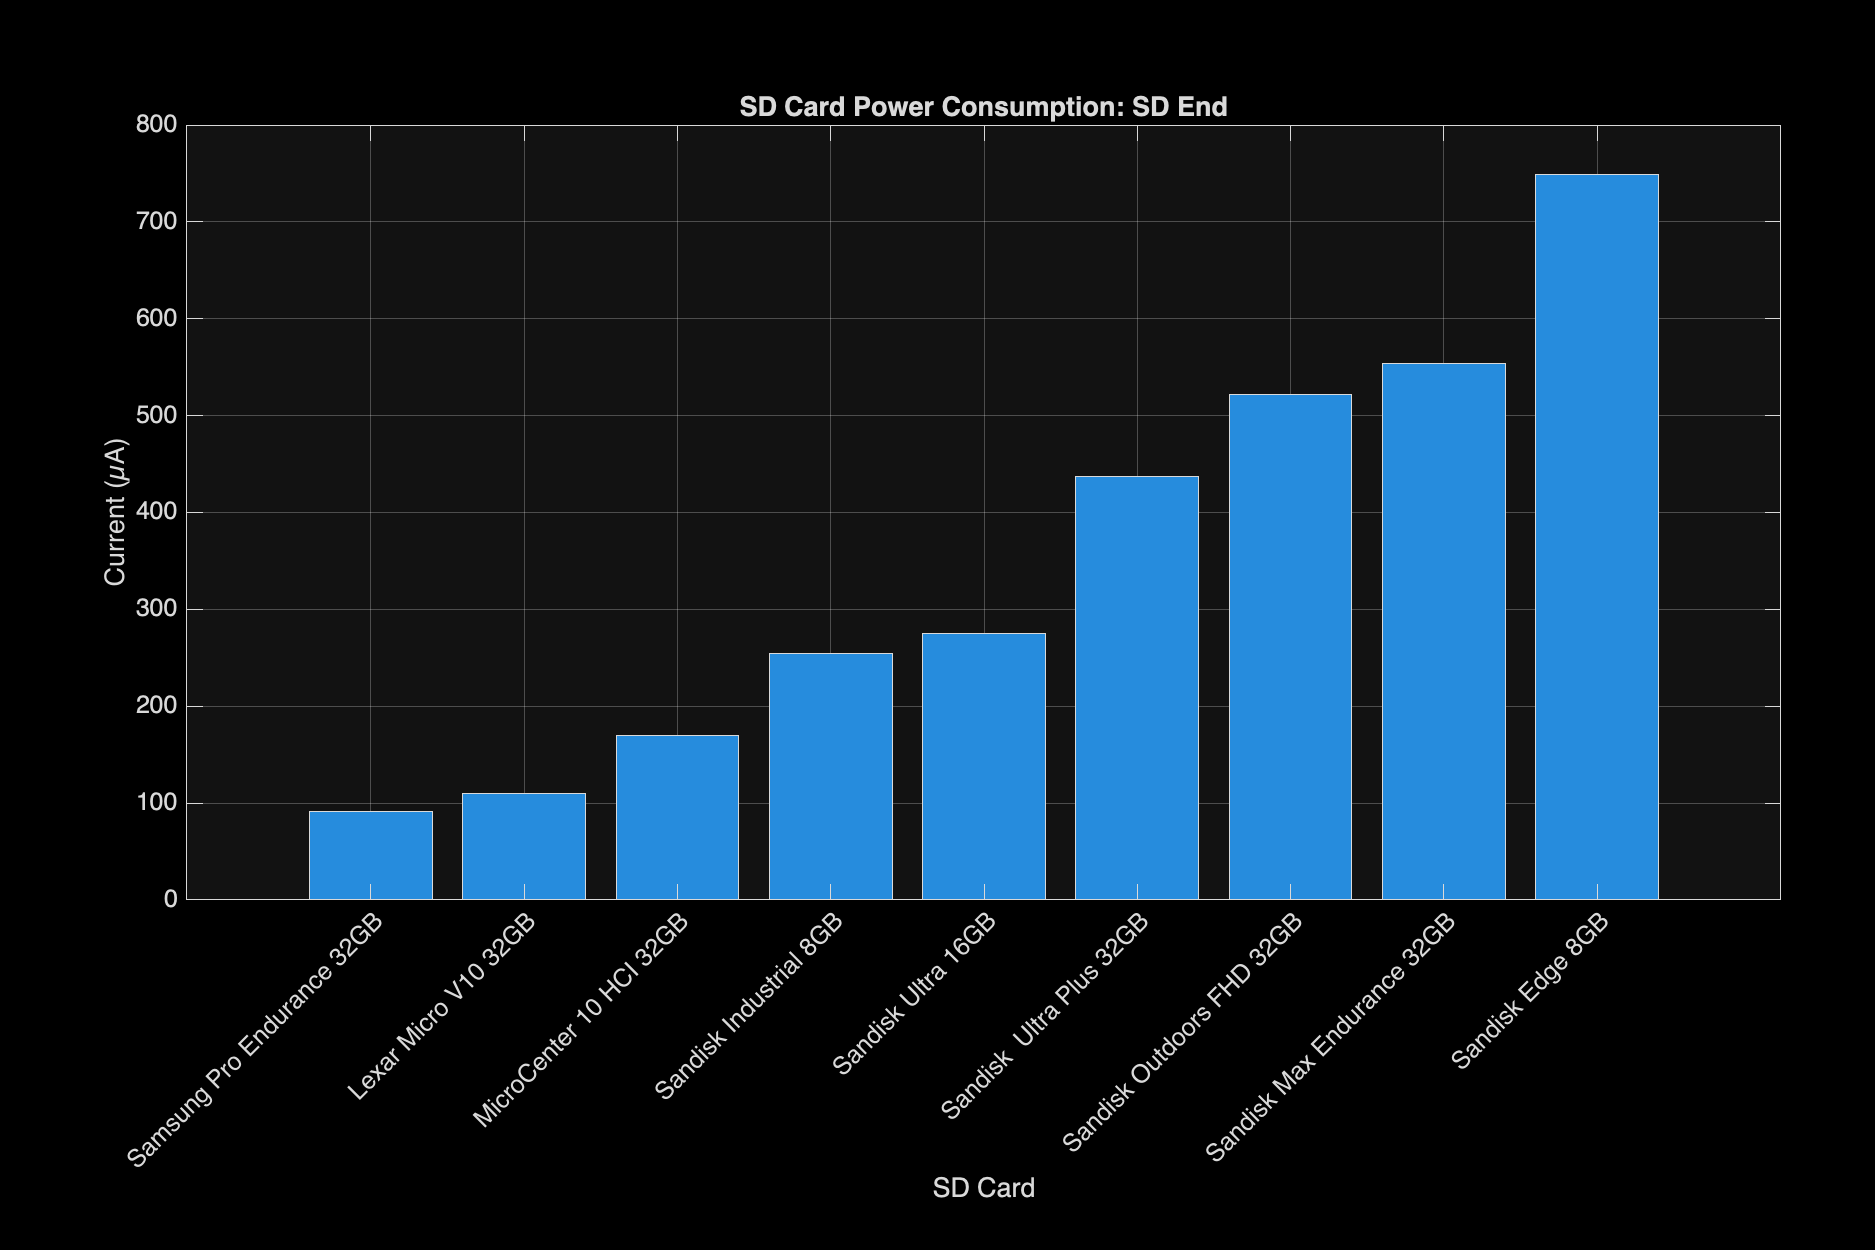 SD Card Power Consumption: SD End
800
700
600
500
400
300
200
100
0
Current (μA)
Samsung Pro Endurance 32GB
Lexar Micro V10 32GB
MicroCenter 10 HCI 32GB
Sandisk Industrial 8GB
Sandisk Ultra 16GB
Sandisk  Ultra Plus 32GB
Sandisk Outdoors FHD 32GB
Sandisk Max Endurance 32GB
Sandisk Edge 8GB
SD Card